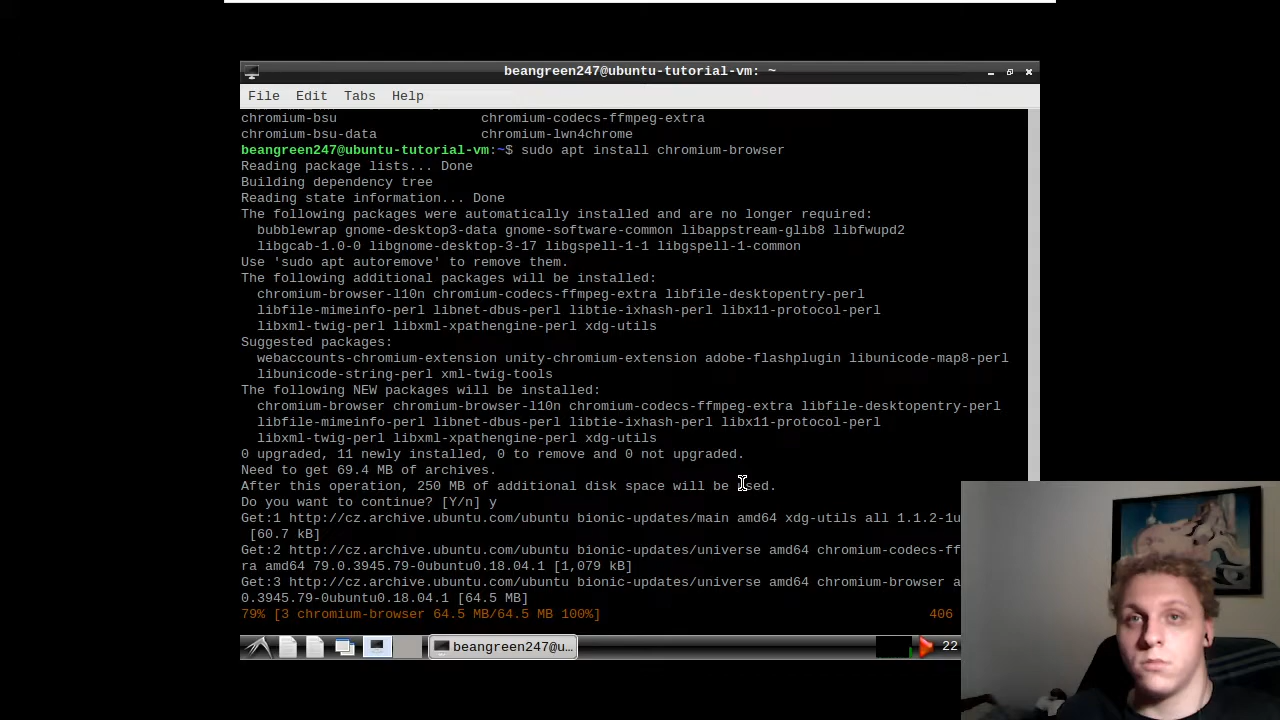 beangreen247@ubuntu-tutorial-vm: ~
File Edit Tabs Help
chromium-bsu chromium-codecs-ffmpeg-extra
chromium-bsu-data chromium-lwn4chrome
beangreen247@ubuntu-tutorial-vm:~$ sudo apt install chromium-browser
Reading package lists... Done
Building dependency tree
Reading state information... Done
The following packages were automatically installed and are no longer required:
bubblewrap gnome-desktop3-data gnome-software-common libappstream-glib8 libfwupd2
libgcab-1.0-0 libgnome-desktop-3-17 libgspell-1-1 libgspell-1-common
Use 'sudo apt autoremove' to remove them.
The following additional packages will be installed:
chromium-browser-l10n chromium-codecs-ffmpeg-extra libfile-desktopentry-perl
libfile-mimeinfo-perl libnet-dbus-perl libtie-ixhash-perl libx11-protocol-perl
libxml-twig-perl libxml-xpathengine-perl xdg-utils
Suggested packages:
webaccounts-chromium-extension unity-chromium-extension adobe-flashplugin libunicode-map8-perl
libunicode-string-perl xml-twig-tools
The following NEW packages will be installed:
chromium-browser chromium-browser-l10n chromium-codecs-ffmpeg-extra libfile-desktopentry-perl
libfile-mimeinfo-perl libnet-dbus-perl libtie-ixhash-perl libx11-protocol-perl
libxml-twig-perl libxml-xpathengine-perl xdg-utils
0 upgraded, 11 newly installed, 0 to remove and 0 not upgraded.
Need to get 69.4 MB of archives.
After this operation, 250 MB of additional disk space will be used.
Do you want to continue? [Y/n] y
Get:1 http://cz.archive.ubuntu.com/ubuntu bionic-updates/main amd64 xdg-utils all 1.1.2-1u
[60.7 kB]
Get:2 http://cz.archive.ubuntu.com/ubuntu bionic-updates/universe amd64 chromium-codecs-ff
ra amd64 79.0.3945.79-0ubuntu0.18.04.1 [1,079 kB]
Get:3 http://cz.archive.ubuntu.com/ubuntu bionic-updates/universe amd64 chromium-browser a
0.3945.79-0ubuntu0.18.04.1 [64.5 MB]
79% [3 chromium-browser 64.5 MB/64.5 MB 100%] 406
beangreen247@u... 22